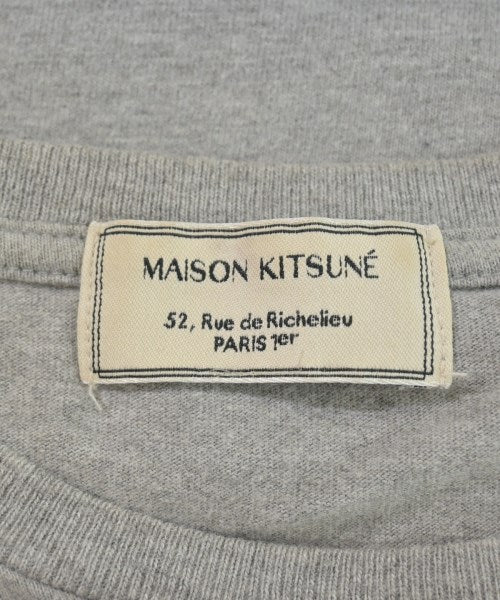 MAISON KITSUNÉ
52, Rue de Richelieu
PARIS 1er